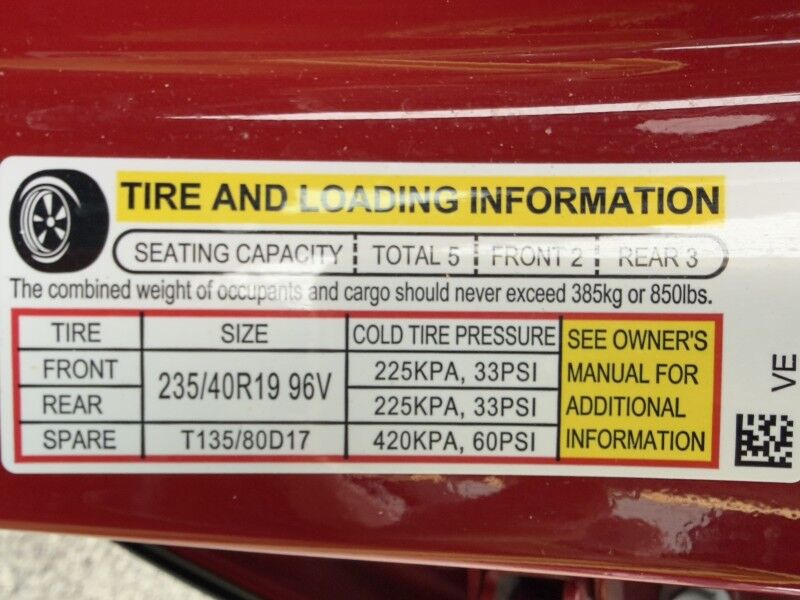 TIRE AND LOADING INFORMATION
SEATING CAPACITY TOTAL 5 FRONT 2 REAR 3
The combined weight of occupants and cargo should never exceed 385kg or 850lbs.
TIRE SIZE COLD TIRE PRESSURE
FRONT 235/40R19 96V 225KPA, 33PSI
REAR 225KPA, 33PSI
SPARE T135/80D17 420KPA, 60PSI
SEE OWNER'S
MANUAL FOR
ADDITIONAL
INFORMATION
VE